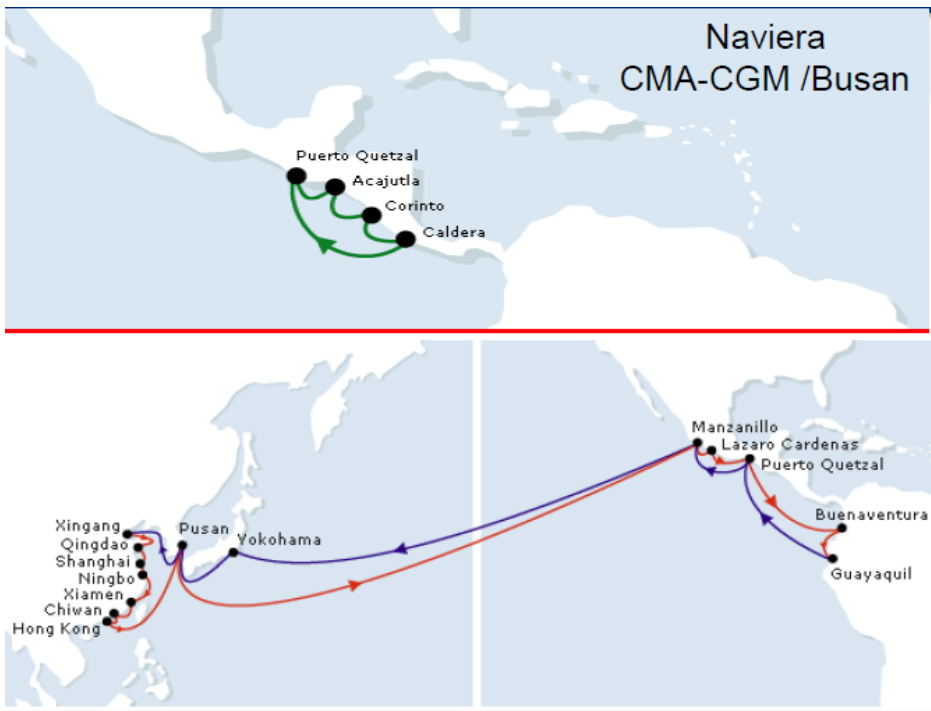 Naviera
CMA-CGM /Busan
Puerto Quetzal
Acajutla
Corinto
Caldera
Manzanillo
Lazaro Cardenas
Puerto Quetzal
Buenaventura
Guayaquil
Xingang
Pusan
Yokohama
Qingdao
Shanghai
Ningbo
Xiamen
Chiwan
Hong Kong